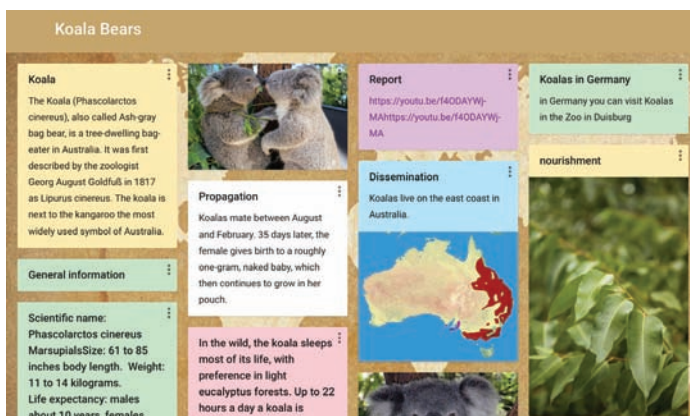 Koala Bears
Koala
The Koala (Phascolarctos
cinereus), also called Ash-gray
bag bear, is a tree-dwelling bag-
eater in Australia. It was first
described by the zoologist
Georg August Goldfuß in 1817
as Lipurus cinereus. The koala is
next to the kangaroo the most
widely used symbol of Australia.
General information
Scientific name:
Phascolarctos cinereus
MarsupialsSize: 61 to 85
inches body length. Weight:
11 to 14 kilograms.
Life expectancy: males
about 10 years, females
Propagation
Koalas mate between August
and February. 35 days later, the
female gives birth to a roughly
one-gram, naked baby, which
then continues to grow in her
pouch.
In the wild, the koala sleeps
most of its life, with
preference in light
eucalyptus forests. Up to 22
hours a day a koala is
Report
https://youtu.be/f4ODAYWj-
MAhttps://youtu.be/f4ODAYWj-
MA
Dissemination
Koalas live on the east coast in
Australia.
Koalas in Germany
in Germany you can visit Koalas
in the Zoo in Duisburg
nourishment